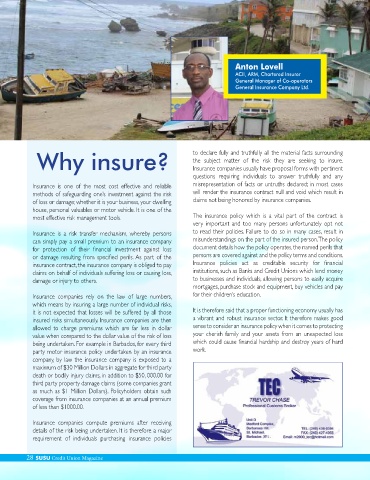 Anton Lovell
ACII, ARM, Chartered Insuror
General Manager of Co-operators
General Insurance Company Ltd.
Why insure?
Insurance is one of the most cost effective and reliable
methods of safeguarding one's investment against the risk
of loss or damage, whether it is your business, your dwelling
house, personal valuables or motor vehicle. It is one of the
most effective risk management tools.
Insurance is a risk transfer mechanism, whereby persons
can simply pay a small premium to an insurance company
for protection of their financial investment against loss
or damage resulting from specified perils. As part of the
insurance contract, the insurance company is obliged to pay
claims on behalf of individuals suffering loss or causing loss,
damage or injury to others.
Insurance companies rely on the law of large numbers,
which means by insuring a large number of individual risks,
it is not expected that losses will be suffered by all those
insured risks simultaneously. Insurance companies are then
allowed to charge premiums which are far less in dollar
value when compared to the dollar value of the risk of loss
being undertaken. For example in Barbados, for every third
party motor insurance policy undertaken by an insurance
company, by law the insurance company is exposed to a
maximum of $30 Million Dollars in aggregate for third party
death or bodily injury claims, in addition to $50, 000.00 for
third party property damage claims (some companies grant
as much as $1 Million Dollars). Policyholders obtain such
coverage from insurance companies at an annual premium
of less than $1000.00.
Insurance companies compute premiums after receiving
details of the risk being undertaken. It is therefore a major
requirement of individuals purchasing insurance policies
to declare fully and truthfully all the material facts surrounding
the subject matter of the risk they are seeking to insure.
Insurance companies usually have proposal forms with pertinent
questions requiring individuals to answer truthfully and any
misrepresentation of facts or untruths declared; in most cases
will render the insurance contract null and void which result in
claims not being honored by insurance companies.
The insurance policy which is a vital part of the contract is
very important and too many persons unfortunately opt not
to read their policies. Failure to do so in many cases, result in
misunderstandings on the part of the insured person. The policy
document details how the policy operates, the named perils that
persons are covered against and the policy terms and conditions.
Insurance policies act as creditable security for financial
institutions, such as Banks and Credit Unions which lend money
to businesses and individuals; allowing persons to easily acquire
mortgages, purchase stock and equipment, buy vehicles and pay
for their children's education.
It is therefore said that a proper functioning economy usually has
a vibrant and robust insurance sector. It therefore makes good
sense to consider an insurance policy when it comes to protecting
your cherish family and your assets from an unexpected loss
which could cause financial hardship and destroy years of hard
work.
TEC
TREVOR CHASE
Professional Customs Broker
Unit 3
St. Michael,
28 SUSU Credit Union Magazine